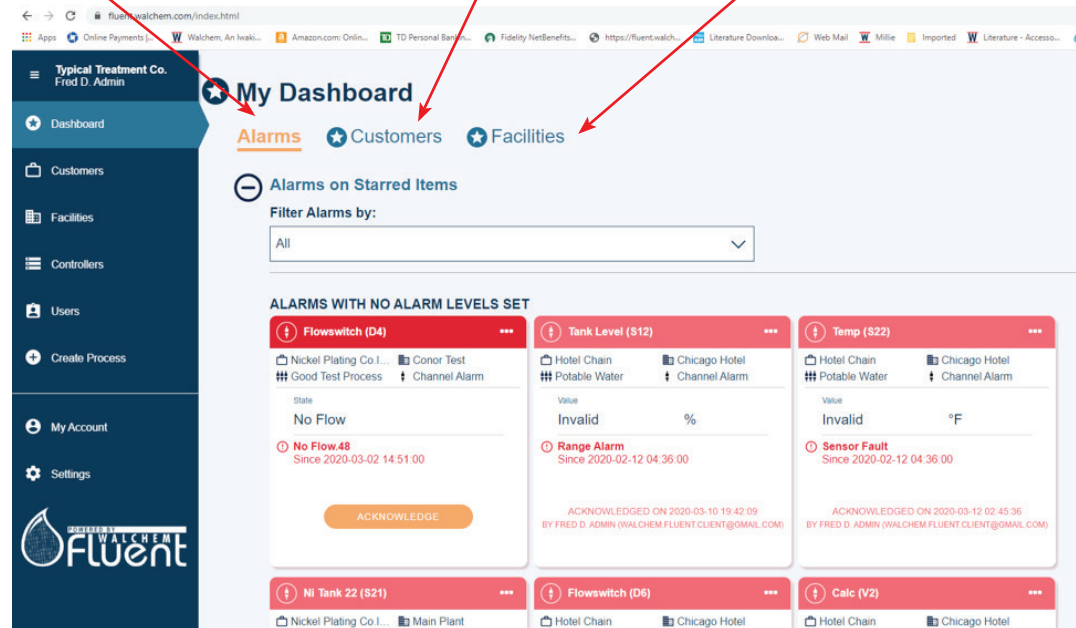 fluent.walchem.com/index.html
Apps Online Payments |... Walchem, An Iwaki... Amazon.com: Onlin... TD Personal Bankin... Fidelity NetBenefits... https://fluent.walch... Literature Downloa... Web Mail Millie Imported Literature - Accesso...
Typical Treatment Co.
Fred D. Admin
Dashboard
Customers
Facilities
Controllers
Users
Create Process
My Account
Settings
POWERED BY
WALCHEM
Fluent
My Dashboard
Alarms Customers Facilities
Alarms on Starred Items
Filter Alarms by:
All
ALARMS WITH NO ALARM LEVELS SET
Flowswitch (D4)
Nickel Plating Co.I... Conor Test
Good Test Process Channel Alarm
State
No Flow
No Flow.48
Since 2020-03-02 14:51:00
ACKNOWLEDGE
Tank Level (S12)
Hotel Chain Chicago Hotel
Potable Water Channel Alarm
Value
Invalid %
Range Alarm
Since 2020-02-12 04:36:00
ACKNOWLEDGED ON 2020-03-10 19:42:09
BY FRED D. ADMIN (WALCHEM.FLUENT.CLIENT@GMAIL.COM)
Temp (S22)
Hotel Chain Chicago Hotel
Potable Water Channel Alarm
Value
Invalid °F
Sensor Fault
Since 2020-02-12 04:36:00
ACKNOWLEDGED ON 2020-03-12 02:45:36
BY FRED D. ADMIN (WALCHEM.FLUENT.CLIENT@GMAIL.COM)
Ni Tank 22 (S21)
Nickel Plating Co.I... Main Plant
Flowswitch (D6)
Hotel Chain Chicago Hotel
Calc (V2)
Hotel Chain Chicago Hotel